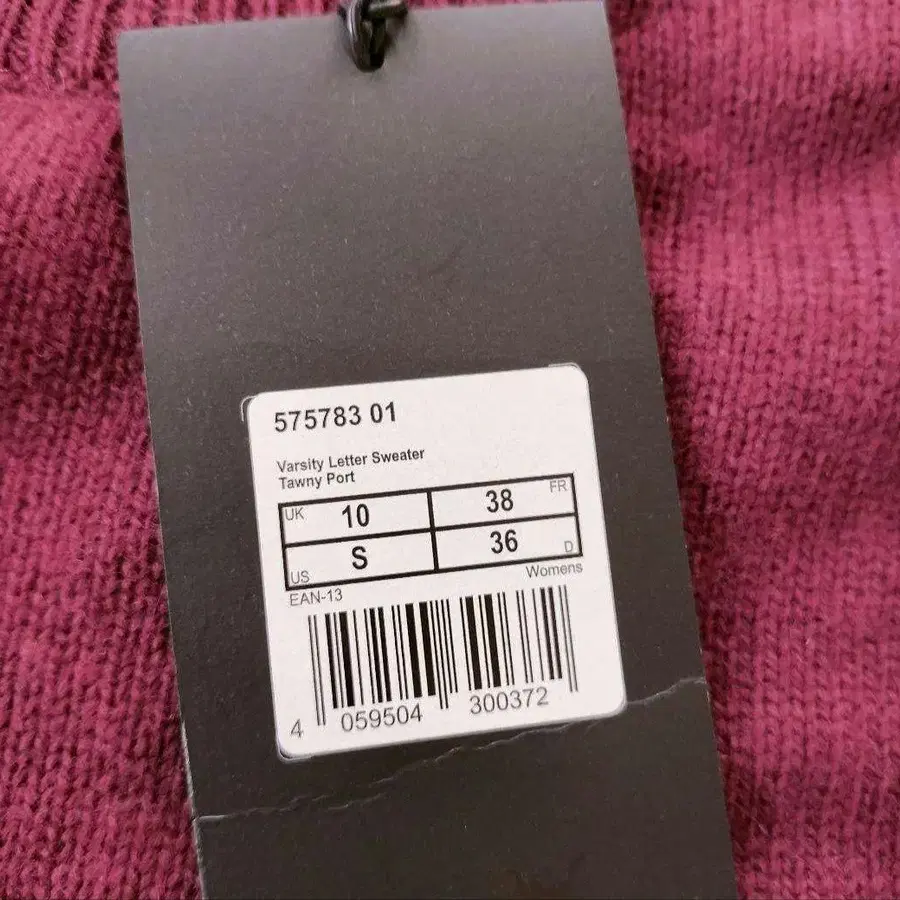 575783 01
Varsity Letter Sweater
Tawny Port
UK 10 38 FR
US S 36 D
EAN-13 Womens
4 059504 300372